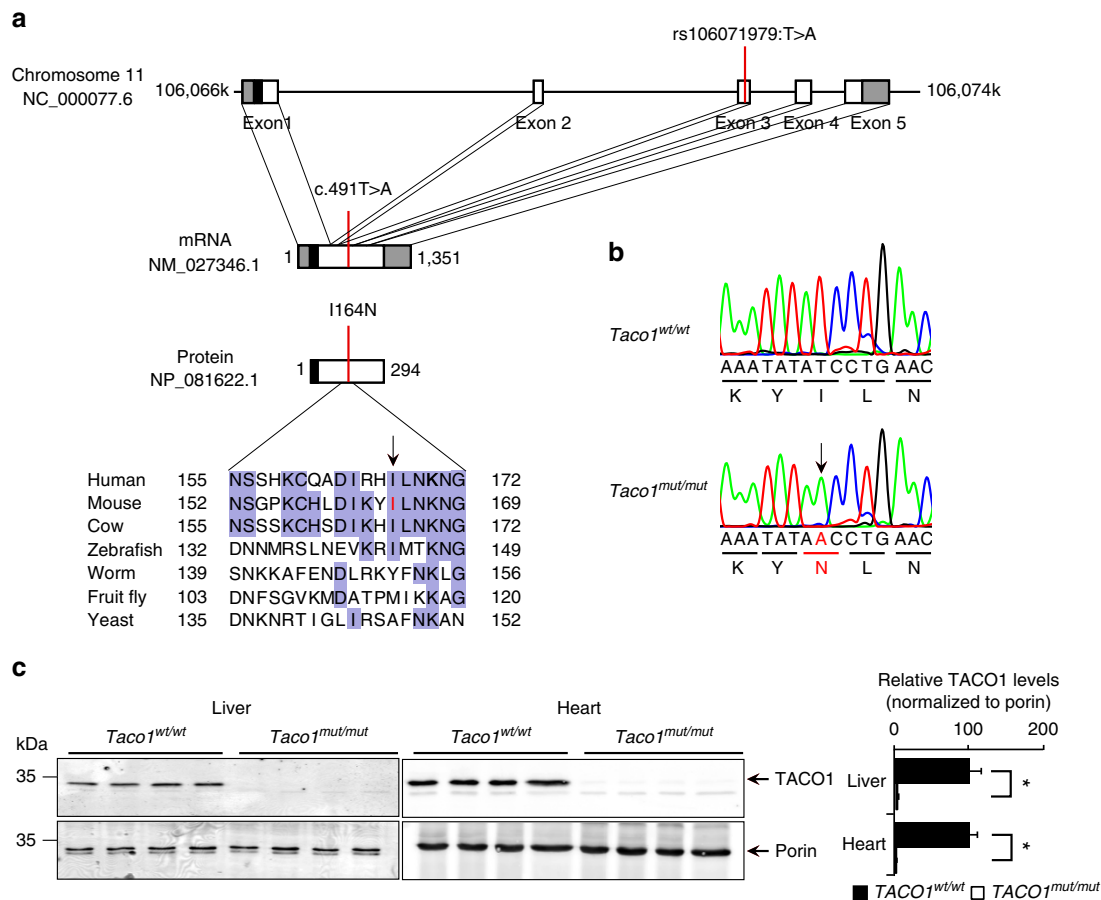 a
rs106071979:T>A
Chromosome 11
NC_000077.6
106,066k
106,074k
Exon1
Exon 2
Exon 3
Exon 4
Exon 5
c.491T>A
mRNA
NM_027346.1
1
1,351
I164N
Protein
NP_081622.1
1
294
Human 155 NSSHKCQADIRHILNKNG 172
Mouse 152 NSGPKCHLDIKYILNKNG 169
Cow 155 NSSSKCHSDIKHILNKNG 172
Zebrafish 132 DNNMRSLNEVKRIMTKNG 149
Worm 139 SNKKAFENDLRKYFNKLG 156
Fruit fly 103 DNFSGVKMDATPMIKKAG 120
Yeast 135 DNKNRTIGLIRSAFNKAN 152
b
Taco1wt/wt
AAATATATCCTGAAC
K Y I L N
Taco1mut/mut
AAATATAACCTGAAC
K Y N L N
c
Liver
Heart
kDa
Taco1wt/wt
Taco1mut/mut
Taco1wt/wt
Taco1mut/mut
35
TACO1
35
Porin
Relative TACO1 levels
(normalized to porin)
0 100 200
Liver
*
Heart
*
TACO1wt/wt
TACO1mut/mut